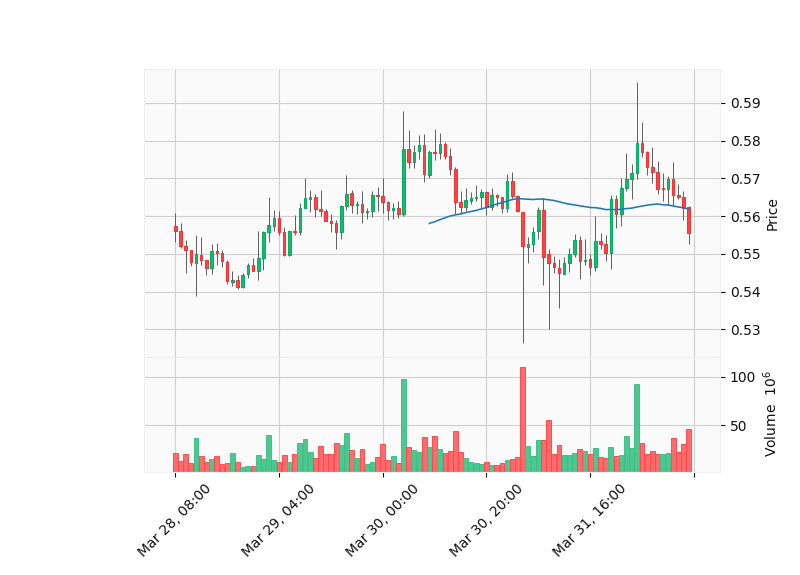 0.59
0.58
0.57
0.56
0.55
0.54
0.53
Price
100
50
Volume 10^6
Mar 28, 08:00
Mar 29, 04:00
Mar 30, 00:00
Mar 30, 20:00
Mar 31, 16:00